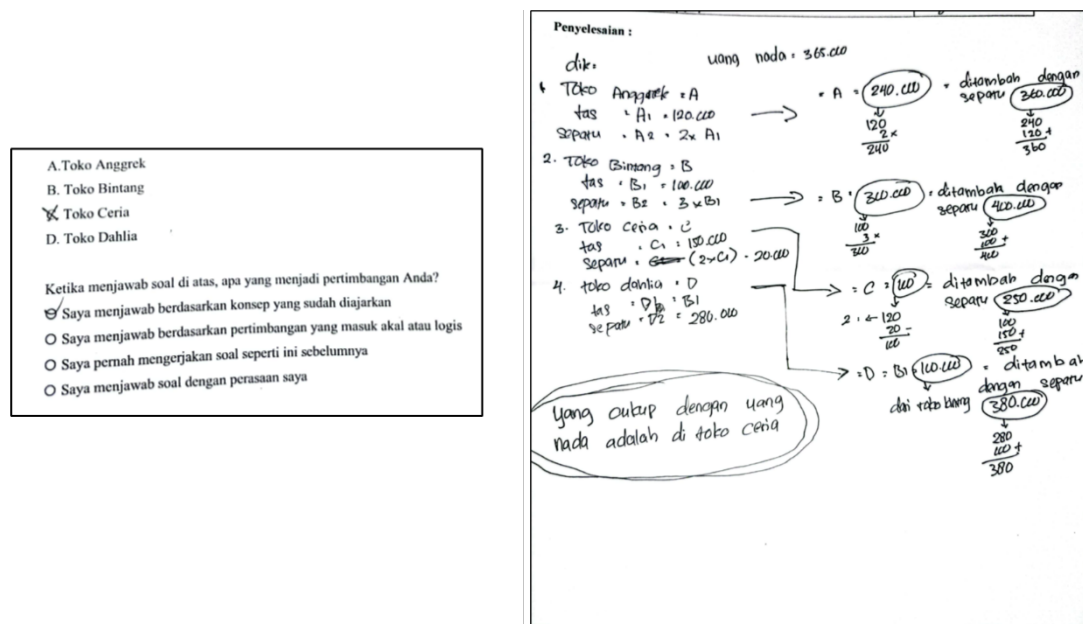 A.Toko Anggrek
B. Toko Bintang
Toko Ceria
D. Toko Dahlia
Ketika menjawab soal di atas, apa yang menjadi pertimbangan Anda?
Saya menjawab berdasarkan konsep yang sudah diajarkan
Saya menjawab berdasarkan pertimbangan yang masuk akal atau logis
Saya pernah mengerjakan soal seperti ini sebelumnya
Saya menjawab soal dengan perasaan saya
Penyelesaian :
dik: uang nada = 365.000
1. Toko Anggrek = A
tas = A1 = 120.000
sepatu = A2 = 2x A1
= A = 240.000 = ditambah dengan
sepatu 360.000
120
2x
240
240
120 +
360
2. Toko Bintang = B
tas = B1 = 100.000
sepatu = B2 = 3 x B1
= B = 300.000 = ditambah dengan
sepatu 400.000
100
3 x
300
300
100 +
400
3. Toko Ceria = C
tas = C1 = 150.000
sepatu = (2xC1) - 20.000
= C = 100 = ditambah dengan
sepatu 250.000
2 : ← 120
20 -
100
100
150 +
250
4. toko dahlia = D
tas = D1 = B1
sepatu = D2 = 280.000
= D = B1 = 100.000 = ditambah
dengan sepatu
dari toko 380.000
280
100 +
380
yang cukup dengan uang
nada adalah di toko ceria